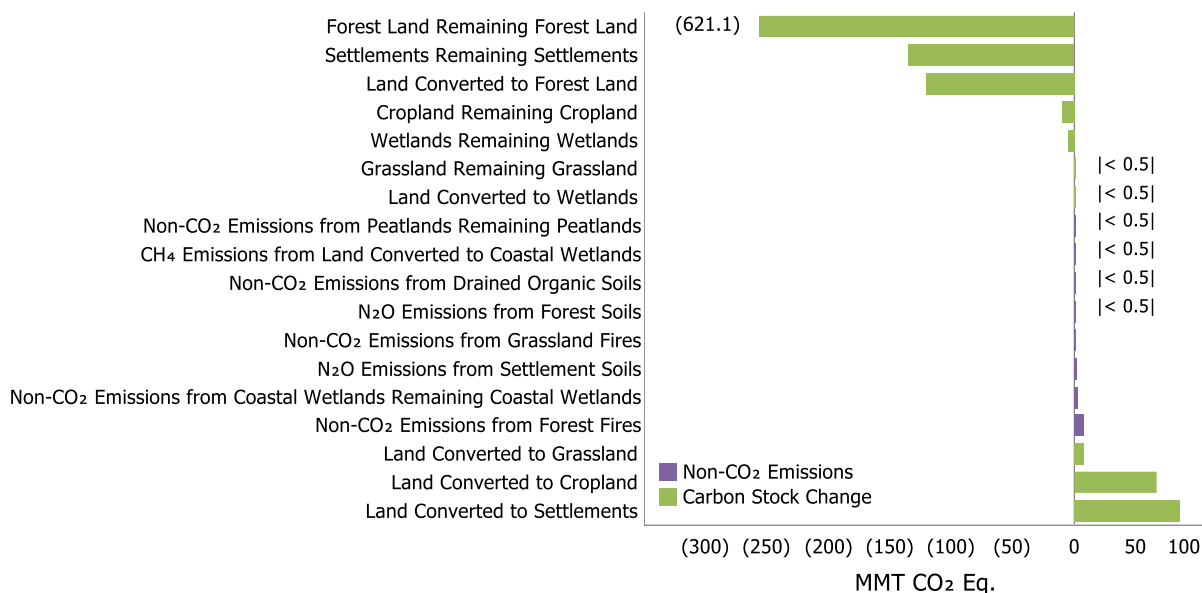 Forest Land Remaining Forest Land (621.1)
Settlements Remaining Settlements
Land Converted to Forest Land
Cropland Remaining Cropland
Wetlands Remaining Wetlands
Grassland Remaining Grassland |< 0.5|
Land Converted to Wetlands |< 0.5|
Non-CO₂ Emissions from Peatlands Remaining Peatlands |< 0.5|
CH₄ Emissions from Land Converted to Coastal Wetlands |< 0.5|
Non-CO₂ Emissions from Drained Organic Soils |< 0.5|
N₂O Emissions from Forest Soils |< 0.5|
Non-CO₂ Emissions from Grassland Fires
N₂O Emissions from Settlement Soils
Non-CO₂ Emissions from Coastal Wetlands Remaining Coastal Wetlands
Non-CO₂ Emissions from Forest Fires
Land Converted to Grassland
Land Converted to Cropland
Land Converted to Settlements
Non-CO₂ Emissions
Carbon Stock Change
(300) (250) (200) (150) (100) (50) 0 50 100
MMT CO₂ Eq.